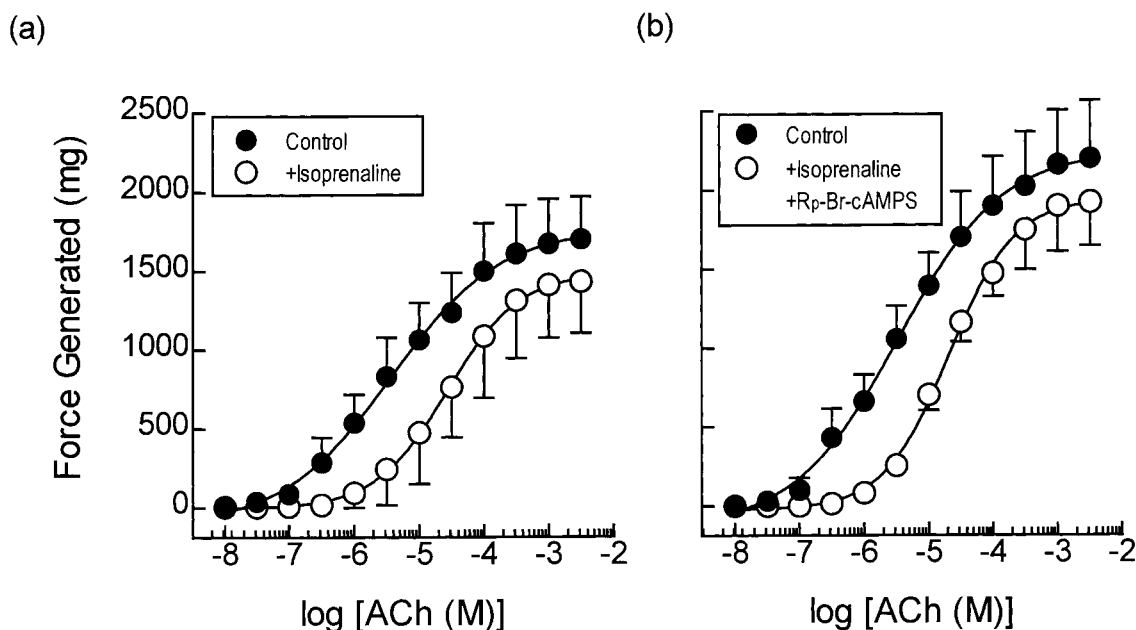 (a)
(b)
Force Generated (mg)
2500
2000
1500
1000
500
0
Control
+Isoprenaline
-8 -7 -6 -5 -4 -3 -2
log [ACh (M)]
Control
+Isoprenaline
+Rp-Br-cAMPS
-8 -7 -6 -5 -4 -3 -2
log [ACh (M)]